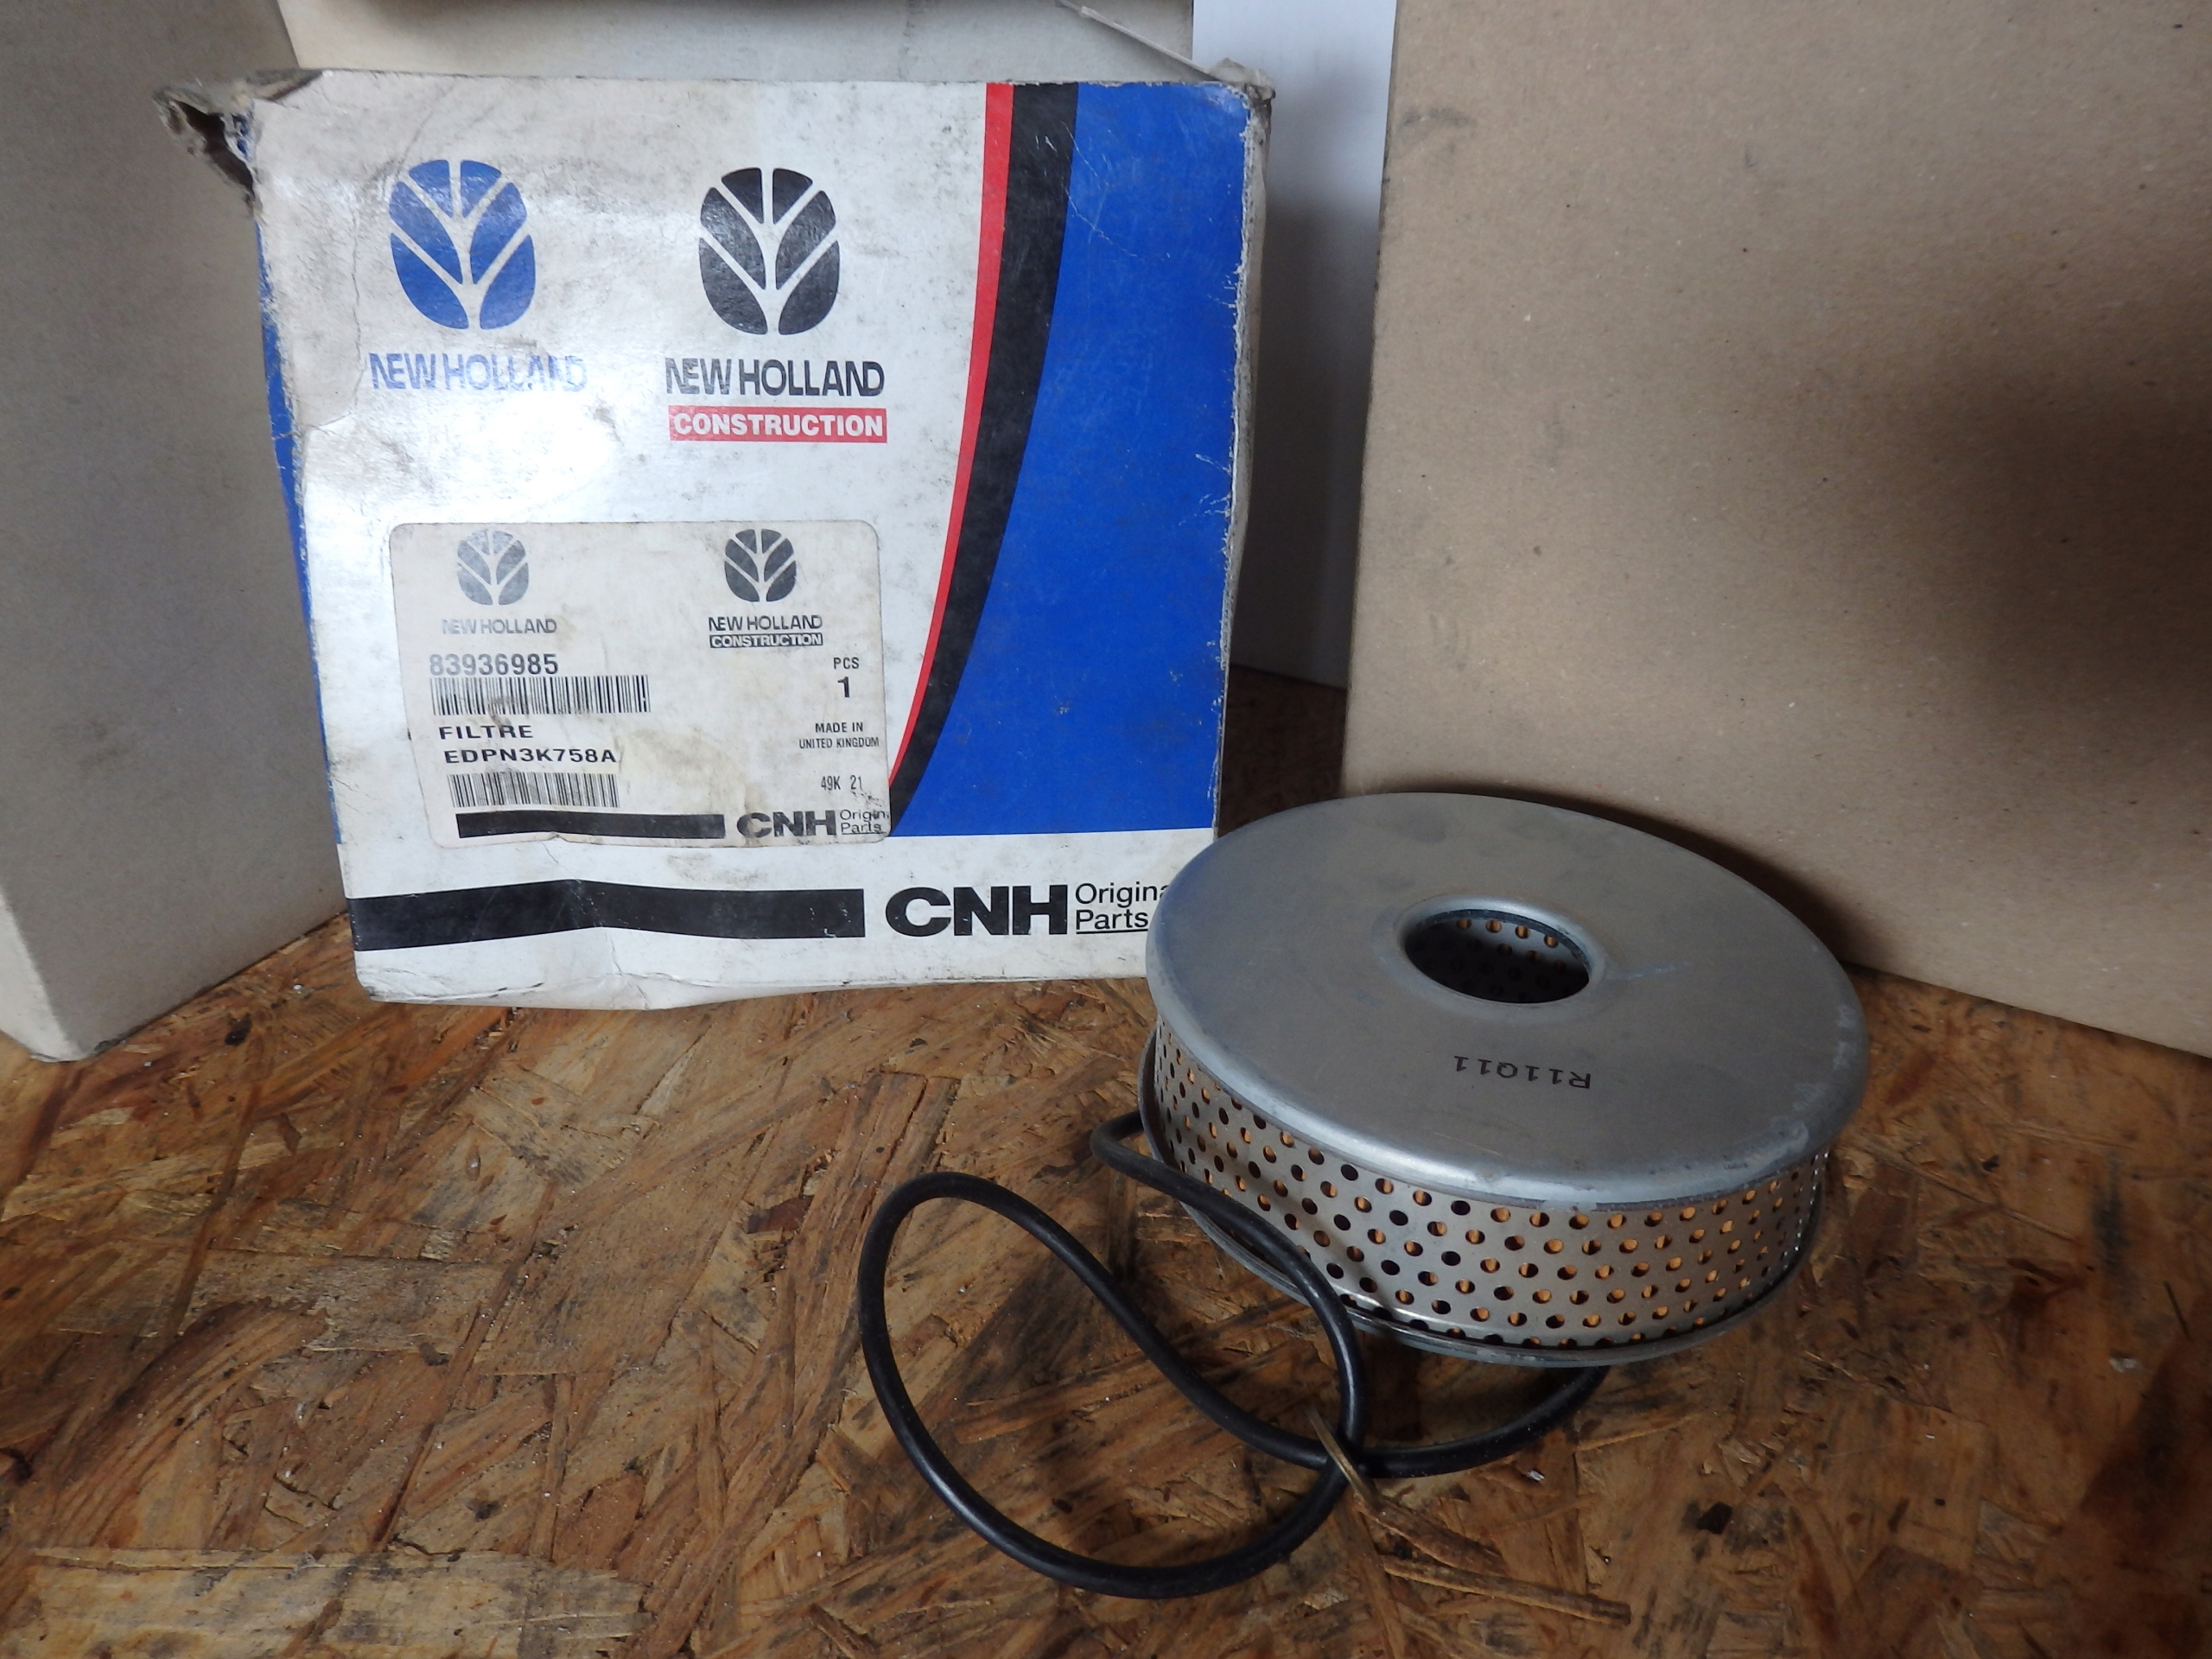 NEW HOLLAND
NEW HOLLAND
CONSTRUCTION
NEW HOLLAND
NEW HOLLAND
CONSTRUCTION
83936985
PCS
1
FILTRE
MADE IN
UNITED KINGDOM
EDPN3K758A
49K 21
CNH Origin
Parts
CNH Origina
Parts
R11Q11